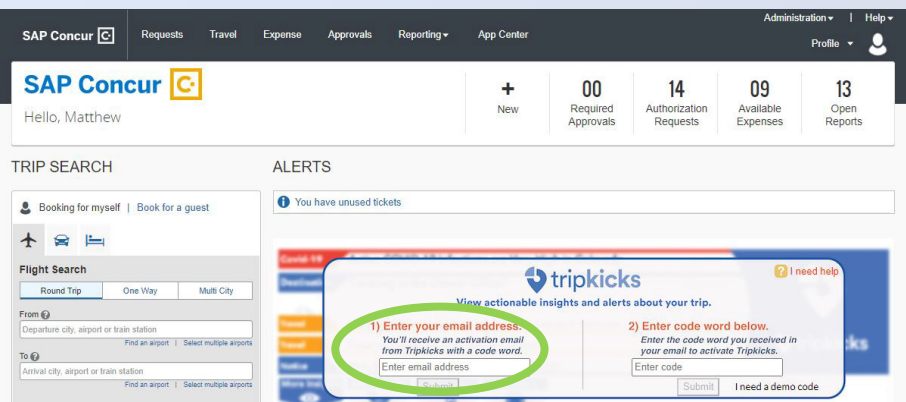 Administration | Help
SAP Concur C Requests Travel Expense Approvals Reporting App Center
Profile
SAP Concur C
Hello, Matthew
+
New
00
Required
Approvals
14
Authorization
Requests
09
Available
Expenses
13
Open
Reports
TRIP SEARCH
Booking for myself | Book for a guest
Flight Search
Round Trip One Way Multi City
From ?
Departure city, airport or train station
Find an airport | Select multiple airports
To ?
Arrival city, airport or train station
Find an airport | Select multiple airports
ALERTS
You have unused tickets
Covid-19
Travel
Travel
Notice
tripkicks
? I need help
View actionable insights and alerts about your trip.
1) Enter your email address.
You'll receive an activation email
from Tripkicks with a code word.
Enter email address
Submit
2) Enter code word below.
Enter the code word you received in
your email to activate Tripkicks.
Enter code
Submit I need a demo code